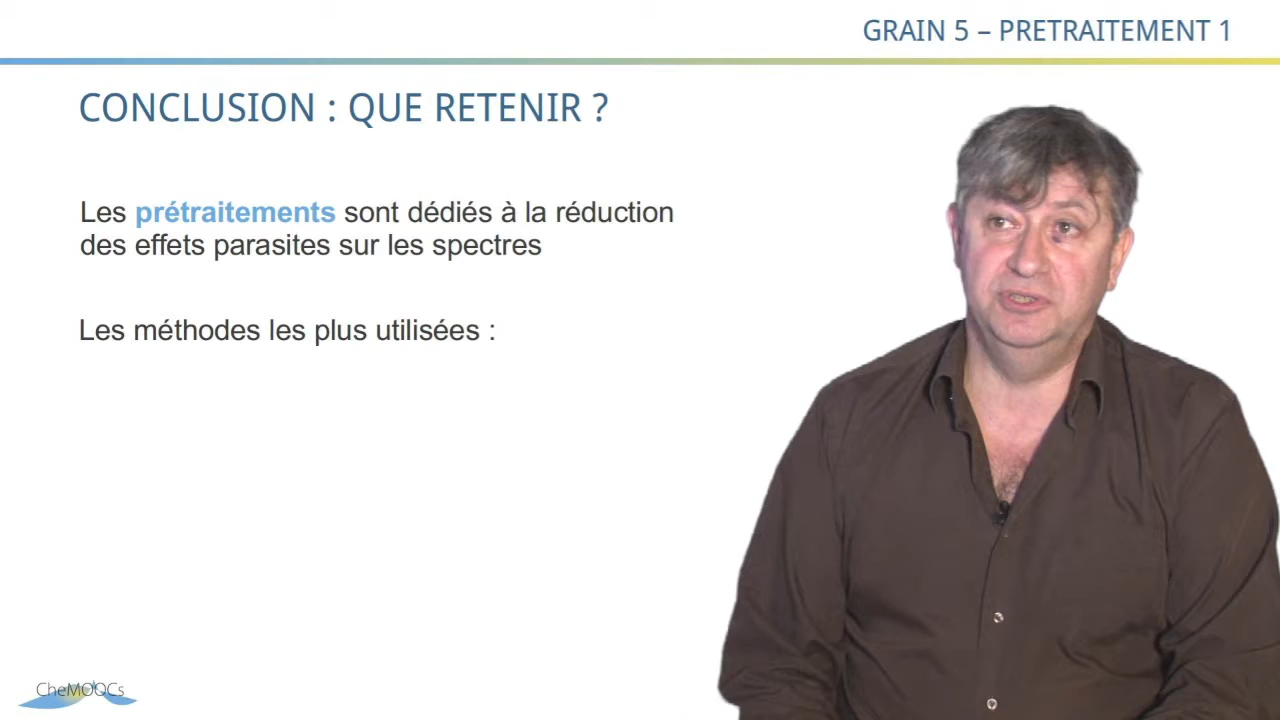 GRAIN 5 – PRETRAITEMENT 1
CONCLUSION : QUE RETENIR ?
Les prétraitements sont dédiés à la réduction
des effets parasites sur les spectres
Les méthodes les plus utilisées :
CheMOOCs